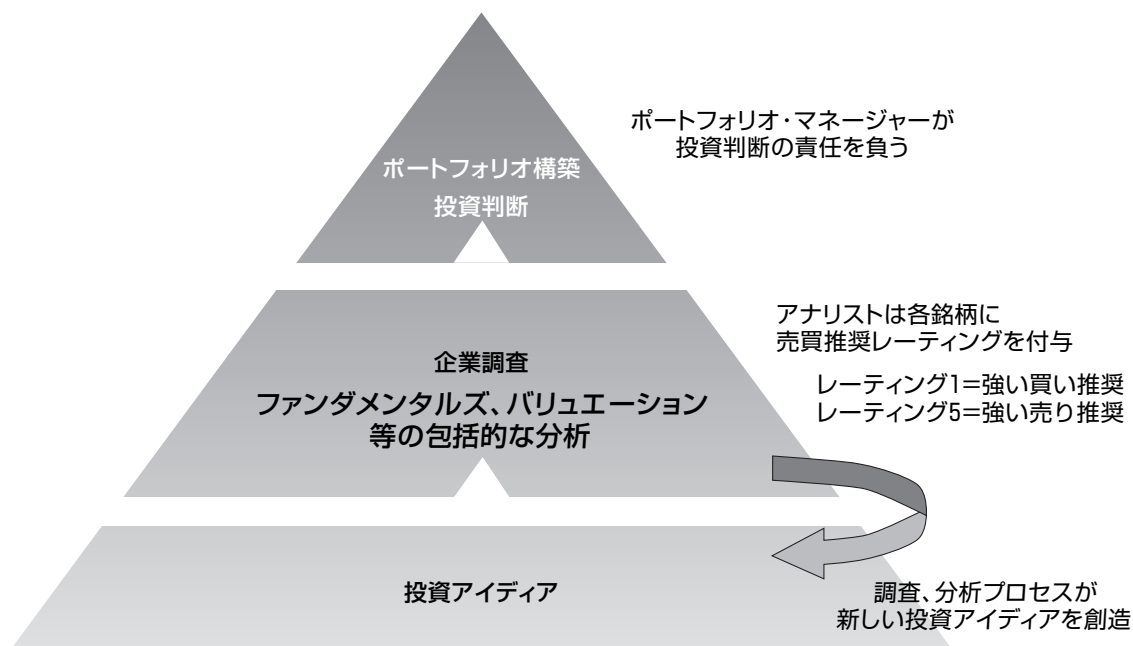 ポートフォリオ・マネージャーが
投資判断の責任を負う
ポートフォリオ構築
投資判断
アナリストは各銘柄に
売買推奨レーティングを付与
レーティング1=強い買い推奨
レーティング5=強い売り推奨
企業調査
ファンダメンタルズ、バリュエーション
等の包括的な分析
投資アイディア
調査、分析プロセスが
新しい投資アイディアを創造